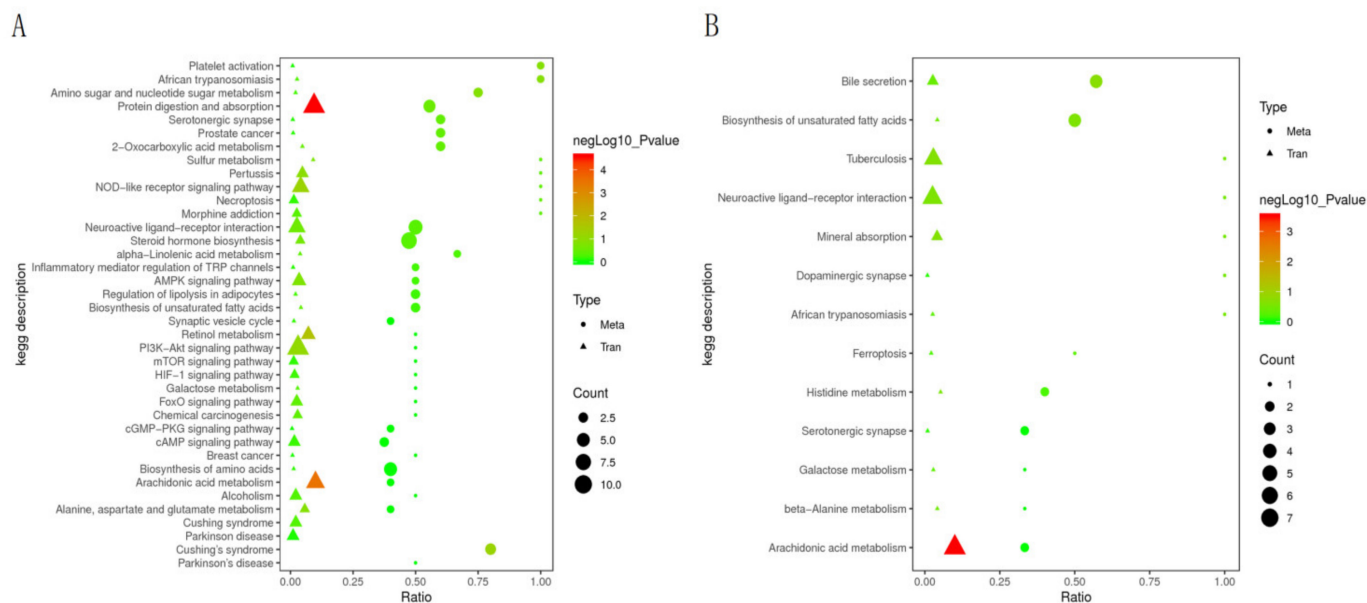 A
kegg description
Platelet activation
African trypanosomiasis
Amino sugar and nucleotide sugar metabolism
Protein digestion and absorption
Serotonergic synapse
Prostate cancer
2-Oxocarboxylic acid metabolism
Sulfur metabolism
Pertussis
NOD-like receptor signaling pathway
Necroptosis
Morphine addiction
Neuroactive ligand-receptor interaction
Steroid hormone biosynthesis
alpha-Linolenic acid metabolism
Inflammatory mediator regulation of TRP channels
AMPK signaling pathway
Regulation of lipolysis in adipocytes
Biosynthesis of unsaturated fatty acids
Synaptic vesicle cycle
Retinol metabolism
PI3K-Akt signaling pathway
mTOR signaling pathway
HIF-1 signaling pathway
Galactose metabolism
FoxO signaling pathway
Chemical carcinogenesis
cGMP-PKG signaling pathway
cAMP signaling pathway
Breast cancer
Biosynthesis of amino acids
Arachidonic acid metabolism
Alcoholism
Alanine, aspartate and glutamate metabolism
Cushing syndrome
Parkinson disease
Cushing's syndrome
Parkinson's disease
0.00 0.25 0.50 0.75 1.00
Ratio
negLog10_Pvalue
4
3
2
1
0
Type
Meta
Tran
Count
2.5
5.0
7.5
10.0
B
kegg description
Bile secretion
Biosynthesis of unsaturated fatty acids
Tuberculosis
Neuroactive ligand-receptor interaction
Mineral absorption
Dopaminergic synapse
African trypanosomiasis
Ferroptosis
Histidine metabolism
Serotonergic synapse
Galactose metabolism
beta-Alanine metabolism
Arachidonic acid metabolism
0.00 0.25 0.50 0.75 1.00
Ratio
Type
Meta
Tran
negLog10_Pvalue
3
2
1
0
Count
1
2
3
4
5
6
7